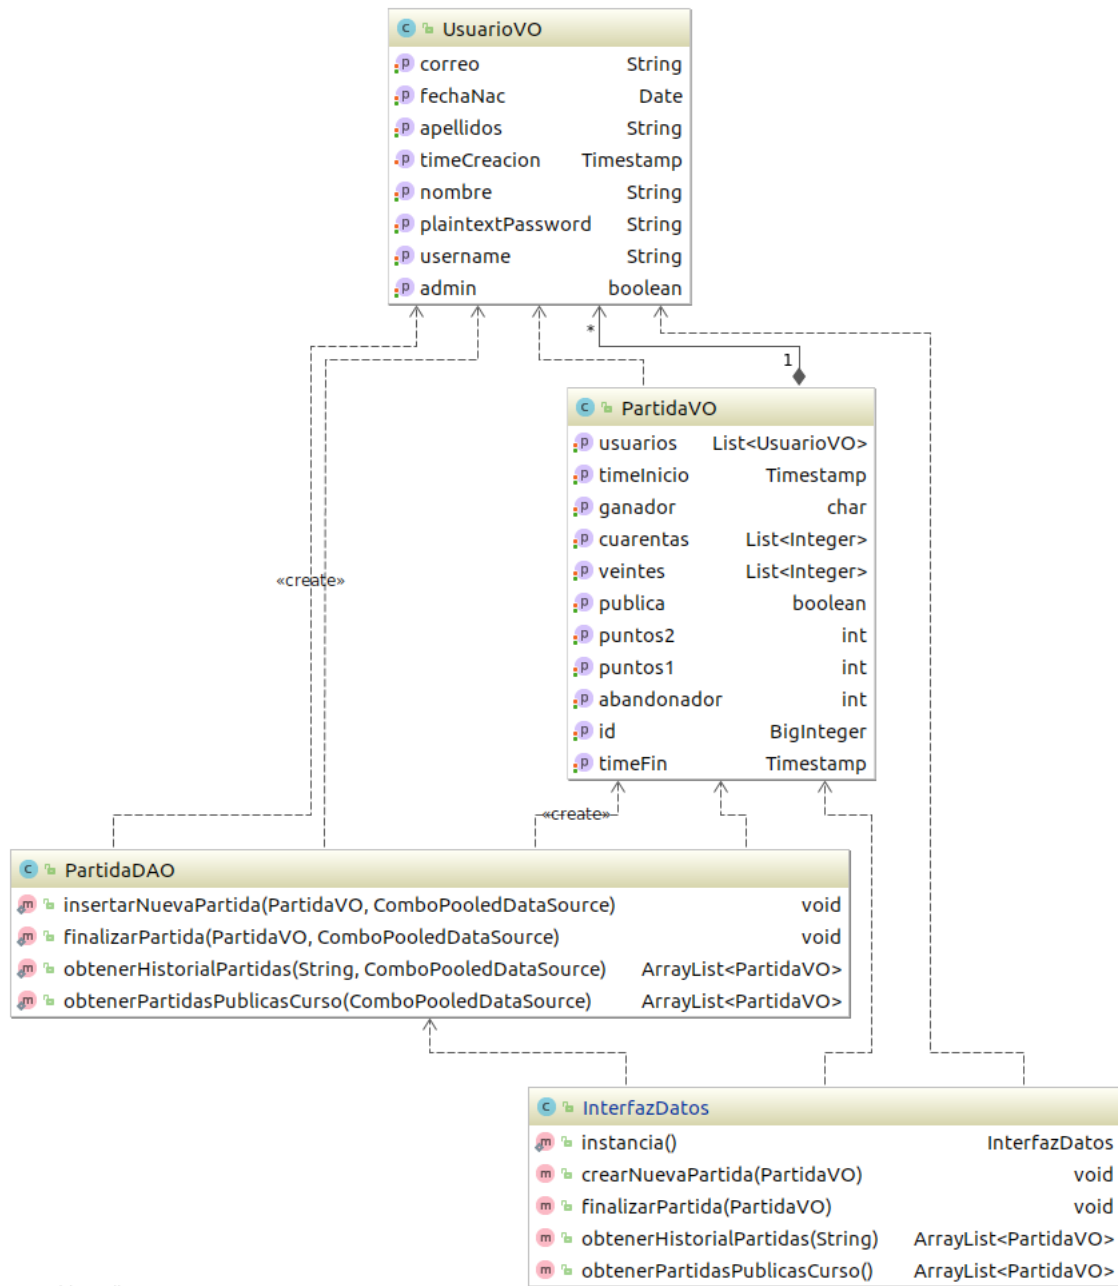 UsuarioVO
correo String
fechaNac Date
apellidos String
timeCreacion Timestamp
nombre String
plaintextPassword String
username String
admin boolean
*
1
PartidaVO
usuarios List<UsuarioVO>
timeInicio Timestamp
ganador char
cuarentas List<Integer>
veintes List<Integer>
publica boolean
puntos2 int
puntos1 int
abandonador int
id BigInteger
timeFin Timestamp
«create»
«create»
PartidaDAO
insertarNuevaPartida(PartidaVO, ComboPooledDataSource) void
finalizarPartida(PartidaVO, ComboPooledDataSource) void
obtenerHistorialPartidas(String, ComboPooledDataSource) ArrayList<PartidaVO>
obtenerPartidasPublicasCurso(ComboPooledDataSource) ArrayList<PartidaVO>
InterfazDatos
instancia() InterfazDatos
crearNuevaPartida(PartidaVO) void
finalizarPartida(PartidaVO) void
obtenerHistorialPartidas(String) ArrayList<PartidaVO>
obtenerPartidasPublicasCurso() ArrayList<PartidaVO>